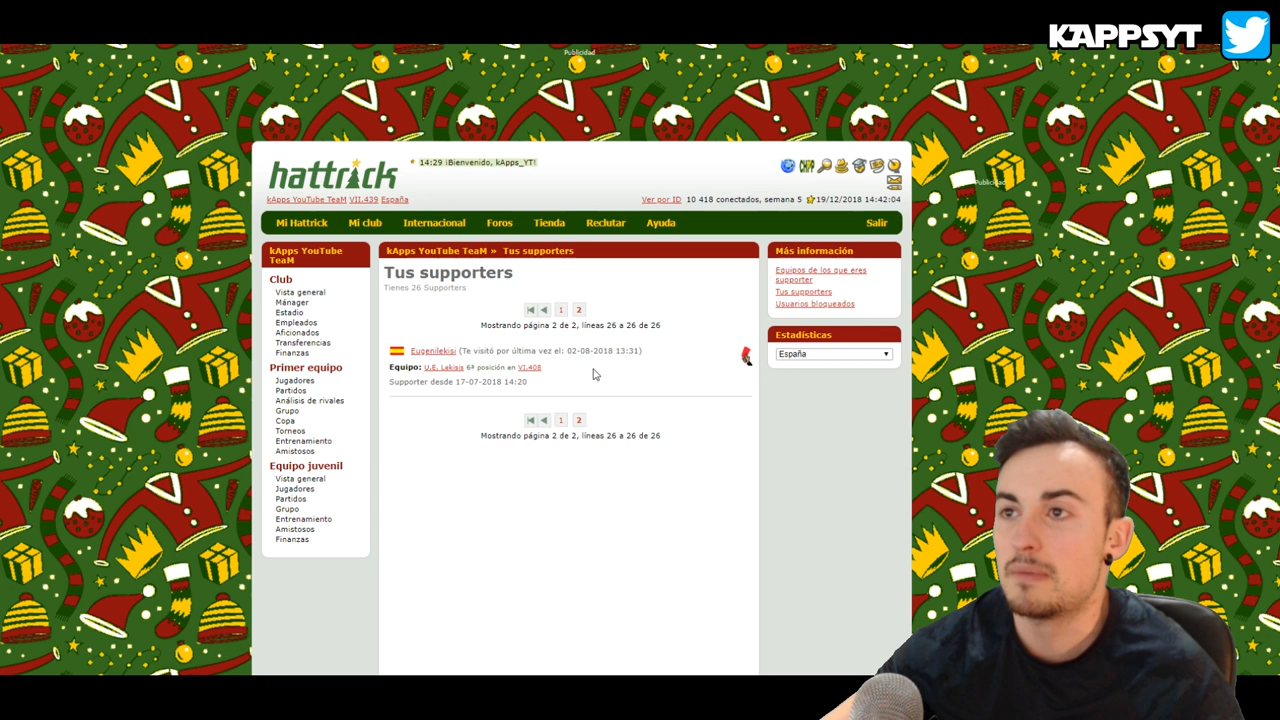 KAPPSYT
Publicidad
hattrick
14:29 ¡Bienvenido, kApps_YT!
CHPP
Publicidad
kApps YouTube TeaM VII.439 España
Ver por ID 10 418 conectados, semana 5 19/12/2018 14:42:04
Mi Hattrick Mi club Internacional Foros Tienda Reclutar Ayuda Salir
kApps YouTube TeaM
Club
Vista general
Mánager
Estadio
Empleados
Aficionados
Transferencias
Finanzas
Primer equipo
Jugadores
Partidos
Análisis de rivales
Grupo
Copa
Torneos
Entrenamiento
Amistosos
Equipo juvenil
Vista general
Jugadores
Partidos
Grupo
Entrenamiento
Amistosos
Finanzas
kApps YouTube TeaM » Tus supporters
Tus supporters
Tienes 26 Supporters
1 2
Mostrando página 2 de 2, líneas 26 a 26 de 26
Eugenilekisi (Te visitó por última vez el: 02-08-2018 13:31)
Equipo: U.E. Lekisis 6ª posición en VI.408
Supporter desde 17-07-2018 14:20
1 2
Mostrando página 2 de 2, líneas 26 a 26 de 26
Más información
Equipos de los que eres
supporter
Tus supporters
Usuarios bloqueados
Estadísticas
España